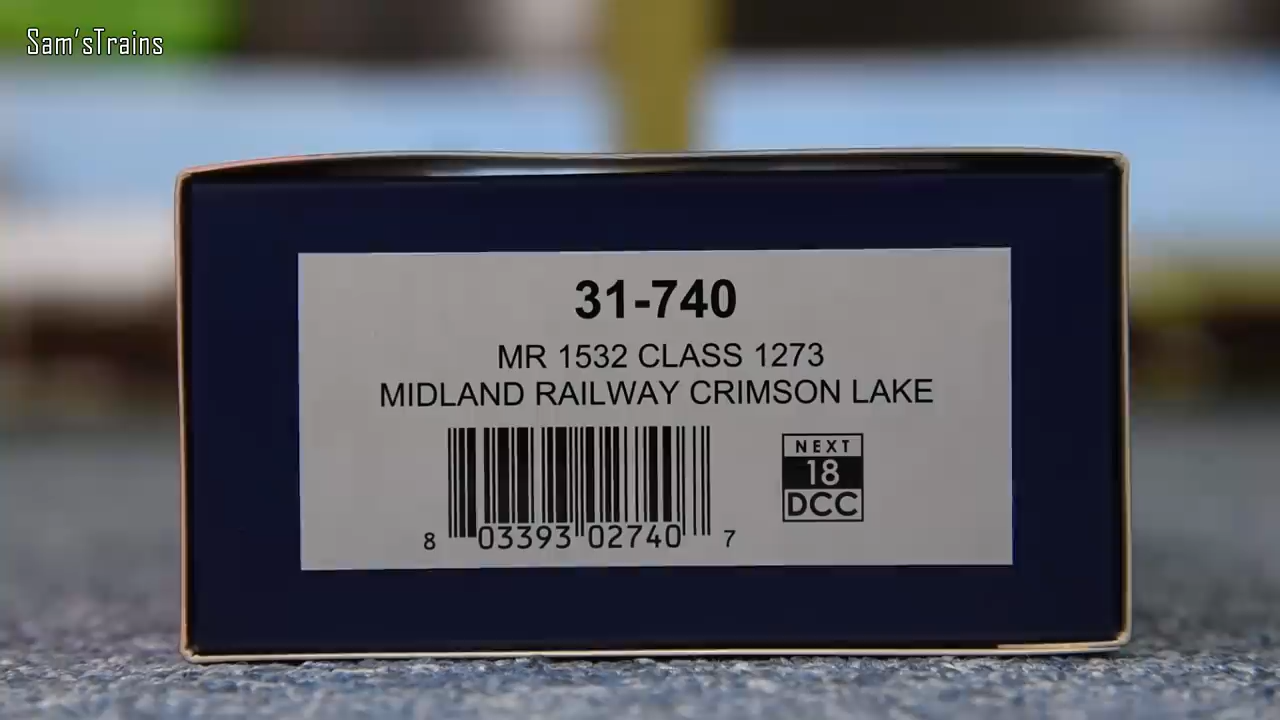 Sam'sTrains
31-740
MR 1532 CLASS 1273
MIDLAND RAILWAY CRIMSON LAKE
NEXT
18
DCC
8 03393 02740 7